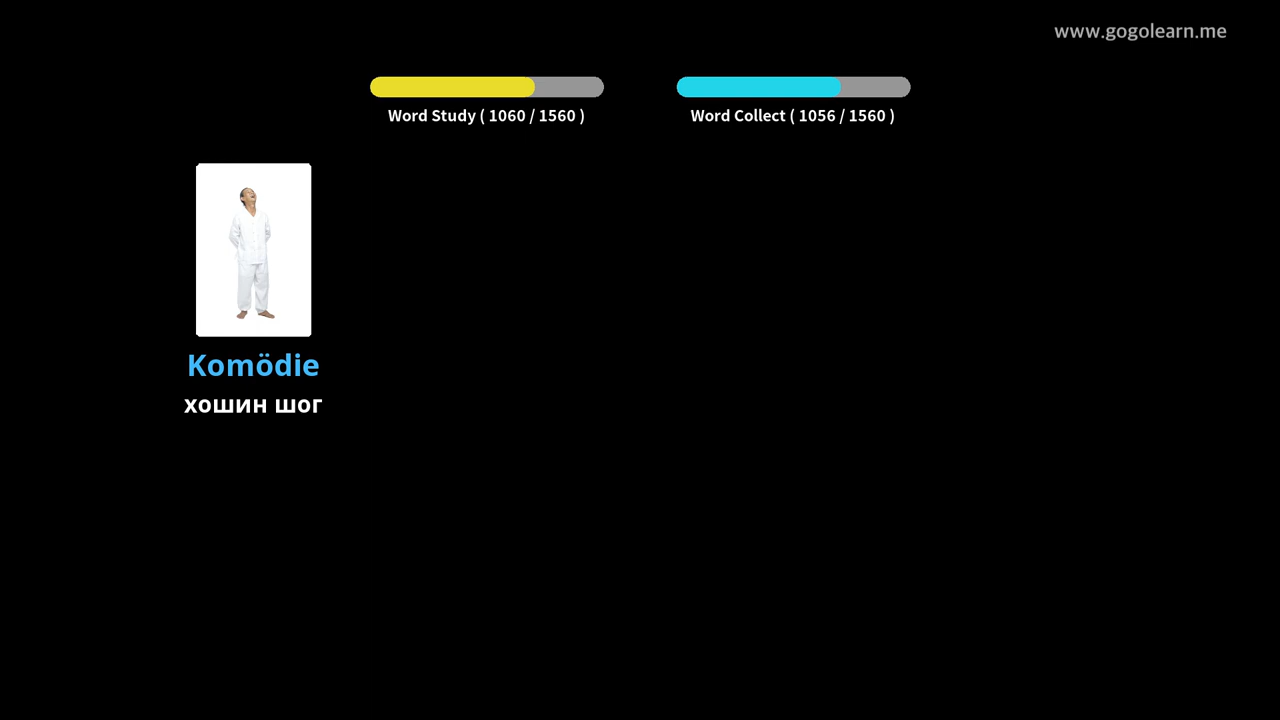 www.gogolearn.me
Word Study ( 1060 / 1560 )
Word Collect ( 1056 / 1560 )
Komödie
хошин шог